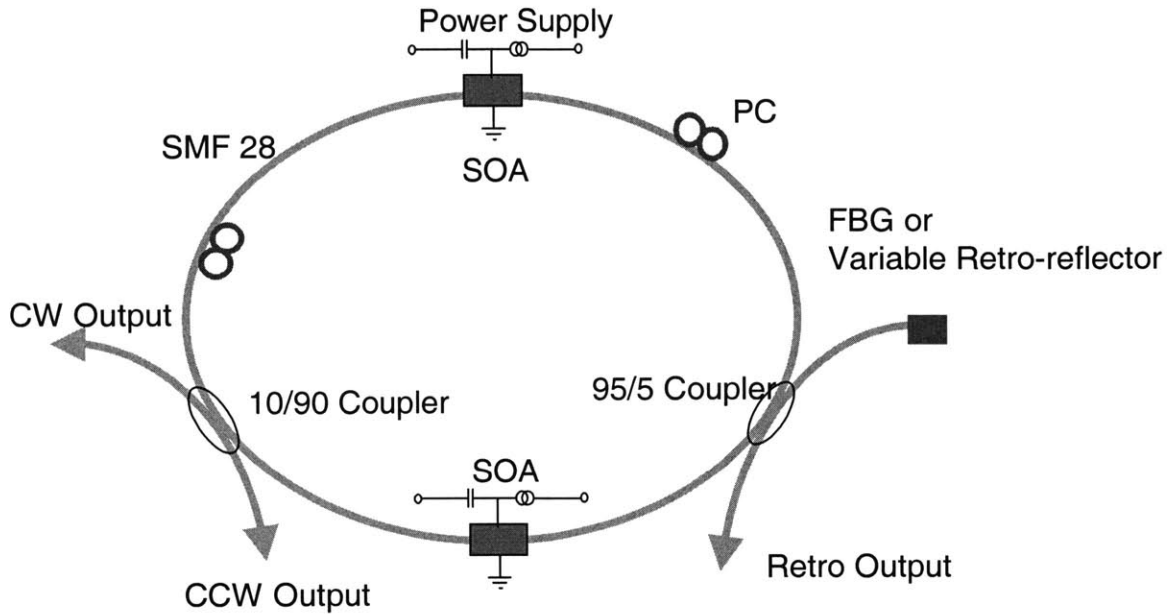 Power Supply
PC
SMF 28
SOA
FBG or
Variable Retro-reflector
CW Output
10/90 Coupler
95/5 Coupler
SOA
CCW Output
Retro Output